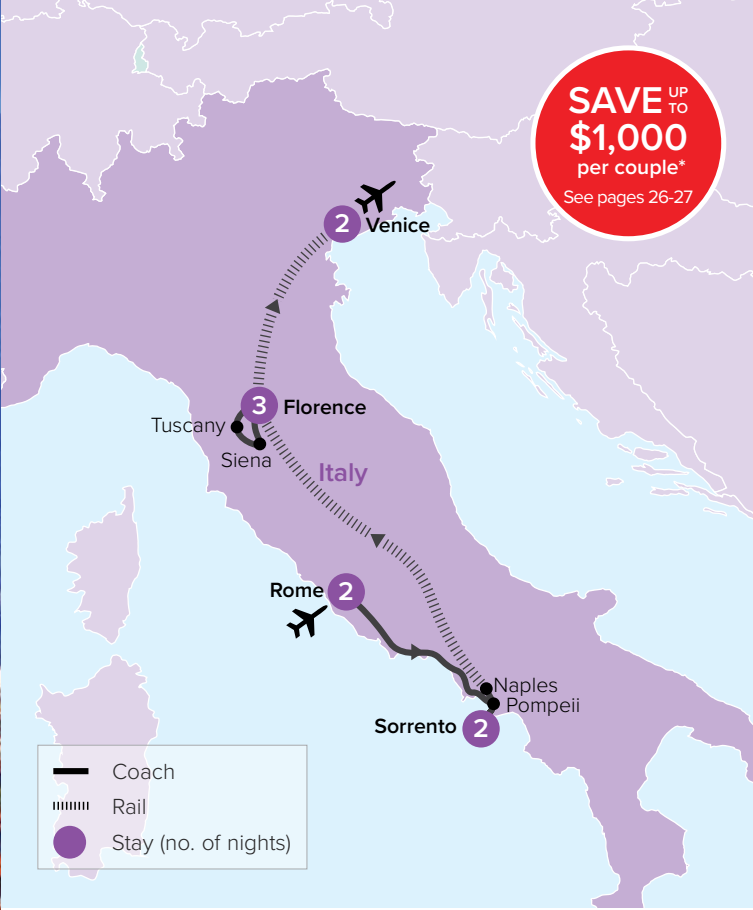 SAVE UP TO
$1,000
per couple*
See pages 26-27
2 Venice
3 Florence
Tuscany
Siena
Italy
Rome 2
Naples
Pompeii
Sorrento 2
Coach
Rail
Stay (no. of nights)